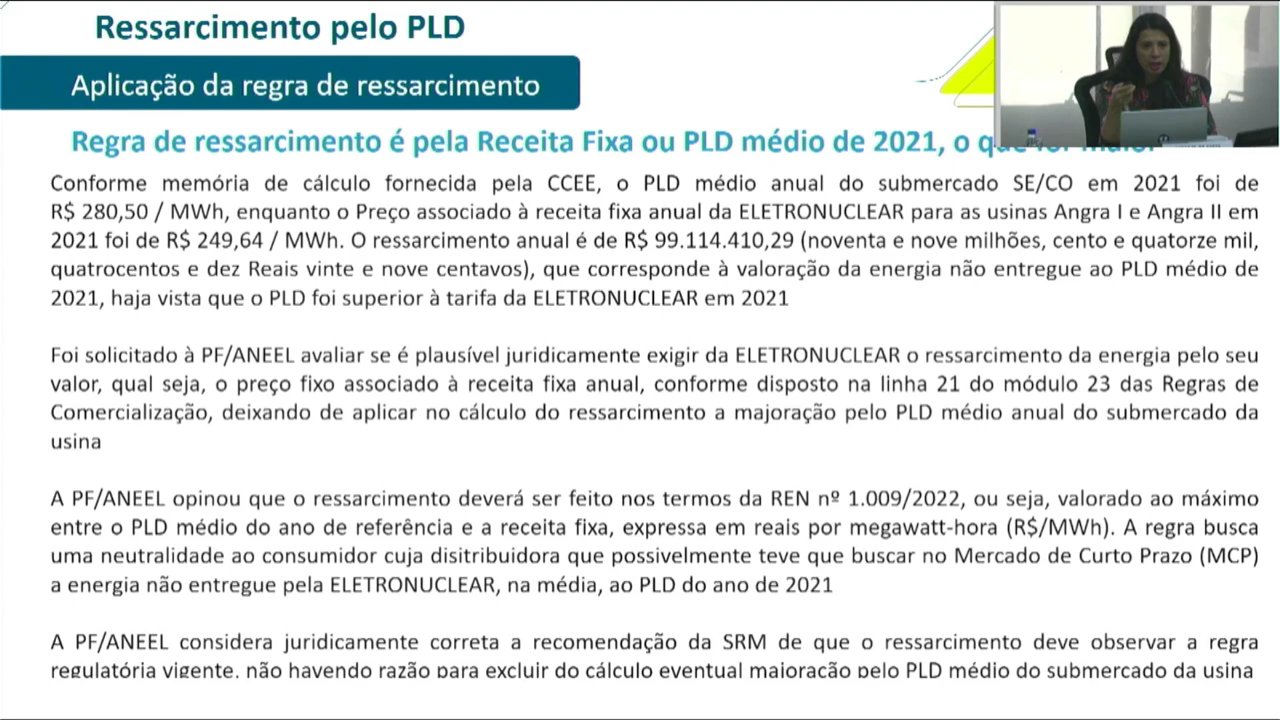 Ressarcimento pelo PLD
Aplicação da regra de ressarcimento
Regra de ressarcimento é pela Receita Fixa ou PLD médio de 2021, o
Conforme memória de cálculo fornecida pela CCEE, o PLD médio anual do submercado SE/CO em 2021 foi de
R$ 280,50 / MWh, enquanto o Preço associado à receita fixa anual da ELETRONUCLEAR para as usinas Angra I e Angra II em
2021 foi de R$ 249,64 / MWh. O ressarcimento anual é de R$ 99.114.410,29 (noventa e nove milhões, cento e quatorze mil,
quatrocentos e dez Reais vinte e nove centavos), que corresponde à valoração da energia não entregue ao PLD médio de
2021, haja vista que o PLD foi superior à tarifa da ELETRONUCLEAR em 2021
Foi solicitado à PF/ANEEL avaliar se é plausível juridicamente exigir da ELETRONUCLEAR o ressarcimento da energia pelo seu
valor, qual seja, o preço fixo associado à receita fixa anual, conforme disposto na linha 21 do módulo 23 das Regras de
Comercialização, deixando de aplicar no cálculo do ressarcimento a majoração pelo PLD médio anual do submercado da
usina
A PF/ANEEL opinou que o ressarcimento deverá ser feito nos termos da REN nº 1.009/2022, ou seja, valorado ao máximo
entre o PLD médio do ano de referência e a receita fixa, expressa em reais por megawatt-hora (R$/MWh). A regra busca
uma neutralidade ao consumidor cuja disitribuidora que possivelmente teve que buscar no Mercado de Curto Prazo (MCP)
a energia não entregue pela ELETRONUCLEAR, na média, ao PLD do ano de 2021
A PF/ANEEL considera juridicamente correta a recomendação da SRM de que o ressarcimento deve observar a regra
regulatória vigente, não havendo razão para excluir do cálculo eventual majoração pelo PLD médio do submercado da usina